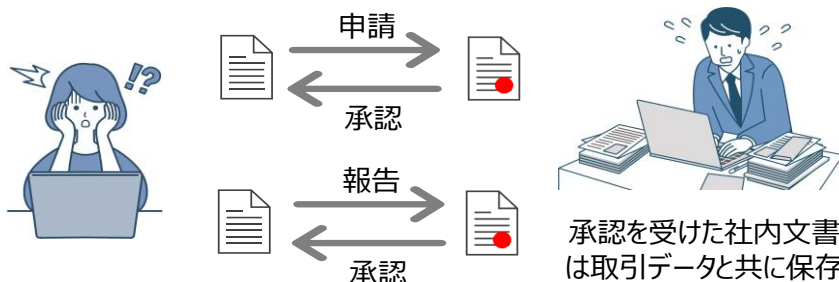 申請
承認
報告
承認
!?
承認を受けた社内文書
は取引データと共に保存